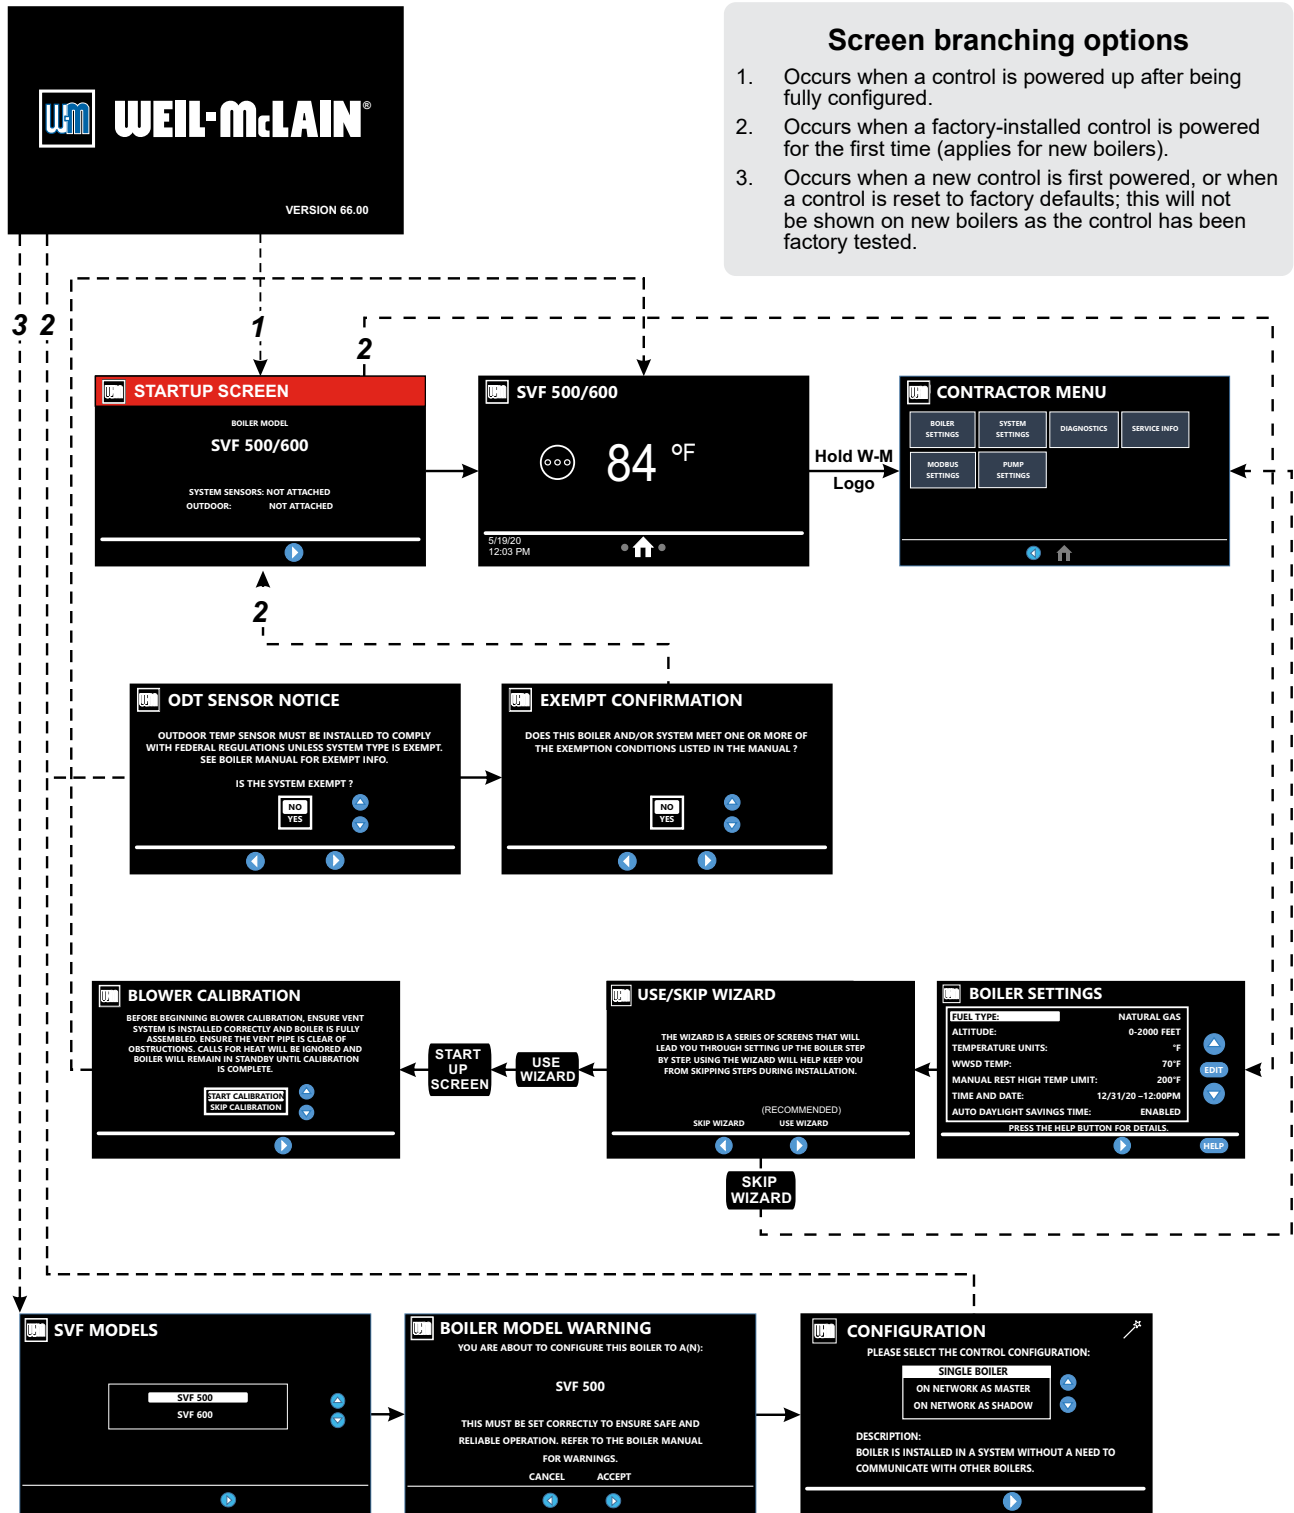 WM WEIL-McLAIN®
VERSION 66.00
Screen branching options
1. Occurs when a control is powered up after being
fully configured.
2. Occurs when a factory-installed control is powered
for the first time (applies for new boilers).
3. Occurs when a new control is first powered, or when
a control is reset to factory defaults; this will not
be shown on new boilers as the control has been
factory tested.
3 2 1 2
STARTUP SCREEN
BOILER MODEL
SVF 500/600
SYSTEM SENSORS: NOT ATTACHED
OUTDOOR: NOT ATTACHED
SVF 500/600
84 °F
5/19/20
12:03 PM
Hold W-M
Logo
CONTRACTOR MENU
BOILER
SETTINGS
SYSTEM
SETTINGS
DIAGNOSTICS
SERVICE INFO
MODBUS
SETTINGS
PUMP
SETTINGS
2
ODT SENSOR NOTICE
OUTDOOR TEMP SENSOR MUST BE INSTALLED TO COMPLY
WITH FEDERAL REGULATIONS UNLESS SYSTEM TYPE IS EXEMPT.
SEE BOILER MANUAL FOR EXEMPT INFO.
IS THE SYSTEM EXEMPT ?
NO
YES
EXEMPT CONFIRMATION
DOES THIS BOILER AND/OR SYSTEM MEET ONE OR MORE OF
THE EXEMPTION CONDITIONS LISTED IN THE MANUAL ?
NO
YES
BLOWER CALIBRATION
BEFORE BEGINNING BLOWER CALIBRATION, ENSURE VENT
SYSTEM IS INSTALLED CORRECTLY AND BOILER IS FULLY
ASSEMBLED. ENSURE THE VENT PIPE IS CLEAR OF
OBSTRUCTIONS. CALLS FOR HEAT WILL BE IGNORED AND
BOILER WILL REMAIN IN STANDBY UNTIL CALIBRATION
IS COMPLETE.
START CALIBRATION
SKIP CALIBRATION
START
UP
SCREEN
USE
WIZARD
USE/SKIP WIZARD
THE WIZARD IS A SERIES OF SCREENS THAT WILL
LEAD YOU THROUGH SETTING UP THE BOILER STEP
BY STEP. USING THE WIZARD WILL HELP KEEP YOU
FROM SKIPPING STEPS DURING INSTALLATION.
(RECOMMENDED)
SKIP WIZARD USE WIZARD
SKIP
WIZARD
BOILER SETTINGS
FUEL TYPE: NATURAL GAS
ALTITUDE: 0-2000 FEET
TEMPERATURE UNITS: °F
WWSD TEMP: 70°F
MANUAL REST HIGH TEMP LIMIT: 200°F
TIME AND DATE: 12/31/20 –12:00PM
AUTO DAYLIGHT SAVINGS TIME: ENABLED
PRESS THE HELP BUTTON FOR DETAILS.
EDIT
HELP
SVF MODELS
SVF 500
SVF 600
BOILER MODEL WARNING
YOU ARE ABOUT TO CONFIGURE THIS BOILER TO A(N):
SVF 500
THIS MUST BE SET CORRECTLY TO ENSURE SAFE AND
RELIABLE OPERATION. REFER TO THE BOILER MANUAL
FOR WARNINGS.
CANCEL ACCEPT
CONFIGURATION
PLEASE SELECT THE CONTROL CONFIGURATION:
SINGLE BOILER
ON NETWORK AS MASTER
ON NETWORK AS SHADOW
DESCRIPTION:
BOILER IS INSTALLED IN A SYSTEM WITHOUT A NEED TO
COMMUNICATE WITH OTHER BOILERS.